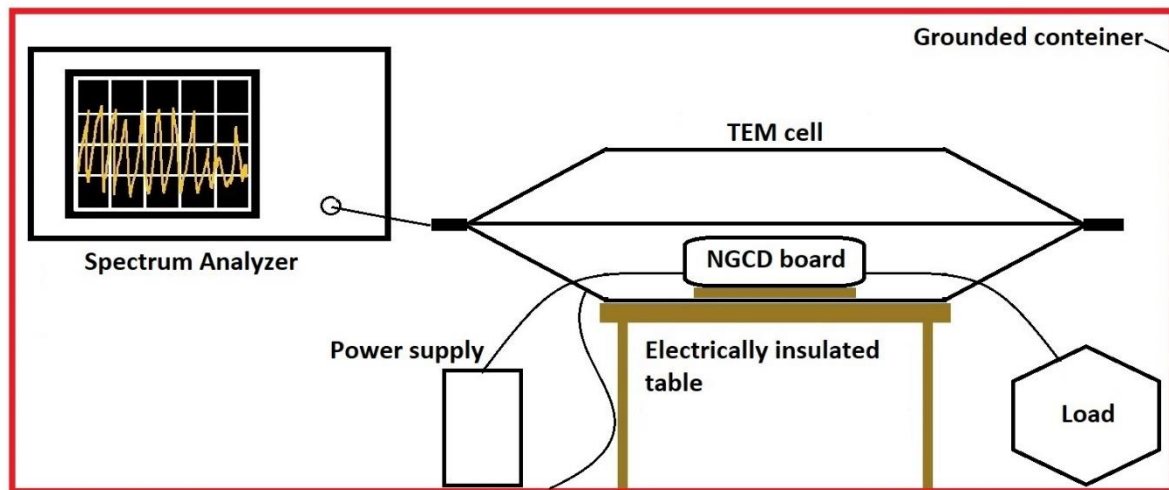 Grounded conteiner
TEM cell
Spectrum Analyzer
NGCD board
Power supply
Electrically insulated
table
Load